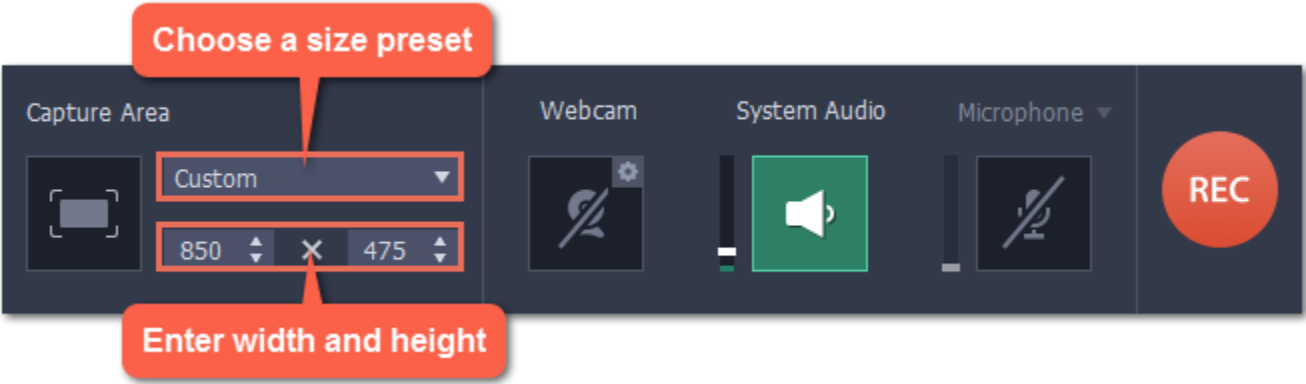 Choose a size preset
Capture Area
Webcam
System Audio
Microphone
Custom
850 × 475
REC
Enter width and height